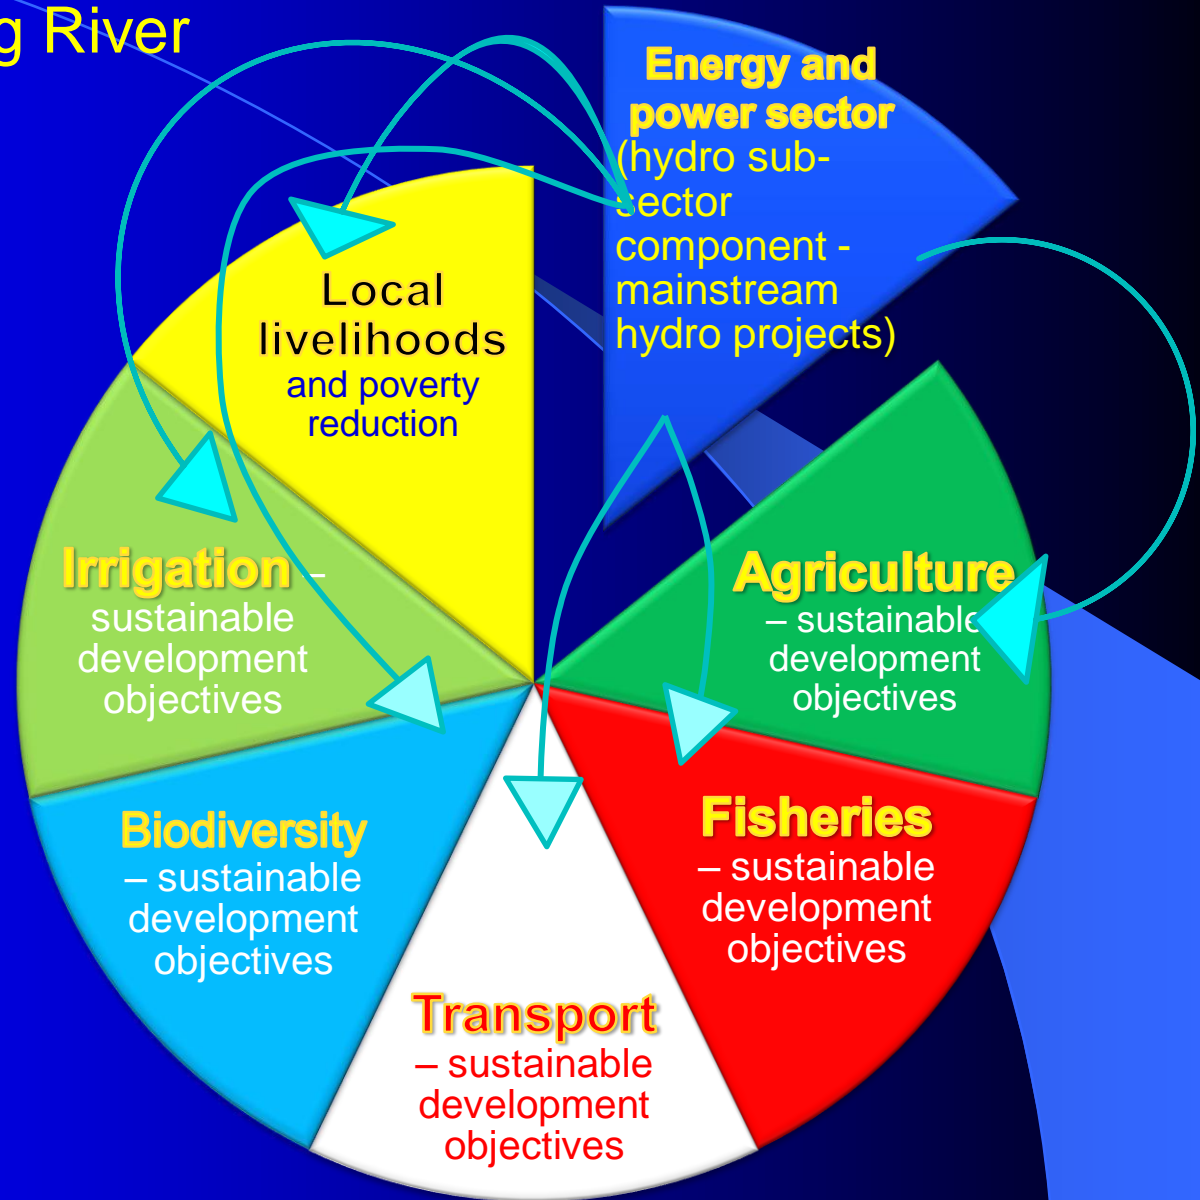 g River
Energy and
power sector
(hydro sub-
sector
component -
mainstream
hydro projects)
Local
livelihoods
and poverty
reduction
Irrigation –
sustainable
development
objectives
Agriculture
– sustainable
development
objectives
Biodiversity
– sustainable
development
objectives
Fisheries
– sustainable
development
objectives
Transport
– sustainable
development
objectives